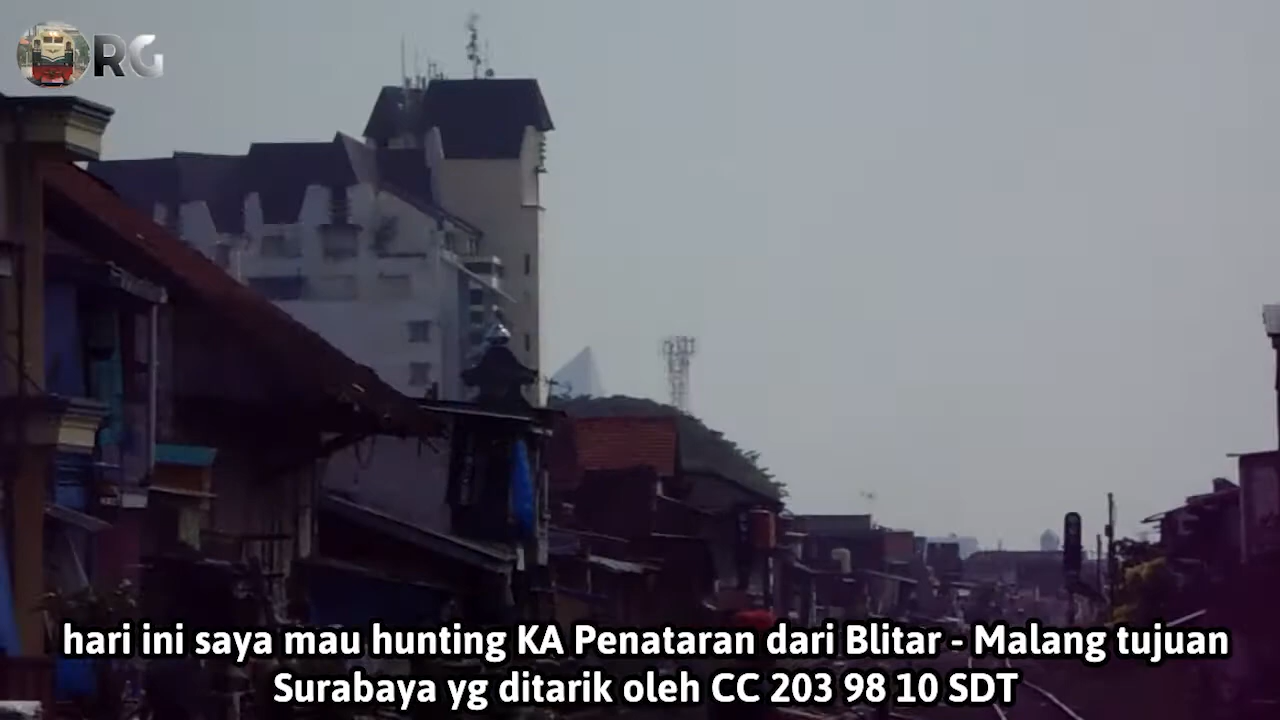 RG
hari ini saya mau hunting KA Penataran dari Blitar - Malang tujuan
Surabaya yg ditarik oleh CC 203 98 10 SDT